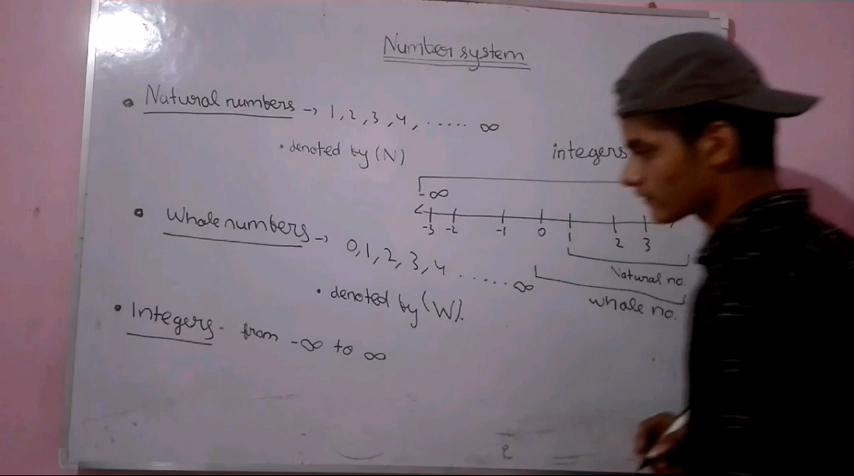 Number system
• Natural numbers → 1, 2, 3, 4, ...... ∞
• denoted by (N)
integers
-∞
-3 -2 -1 0 1 2 3
Natural no.
whole no.
• Whole numbers → 0, 1, 2, 3, 4 ...... ∞
• denoted by (W).
• Integers - from -∞ to ∞